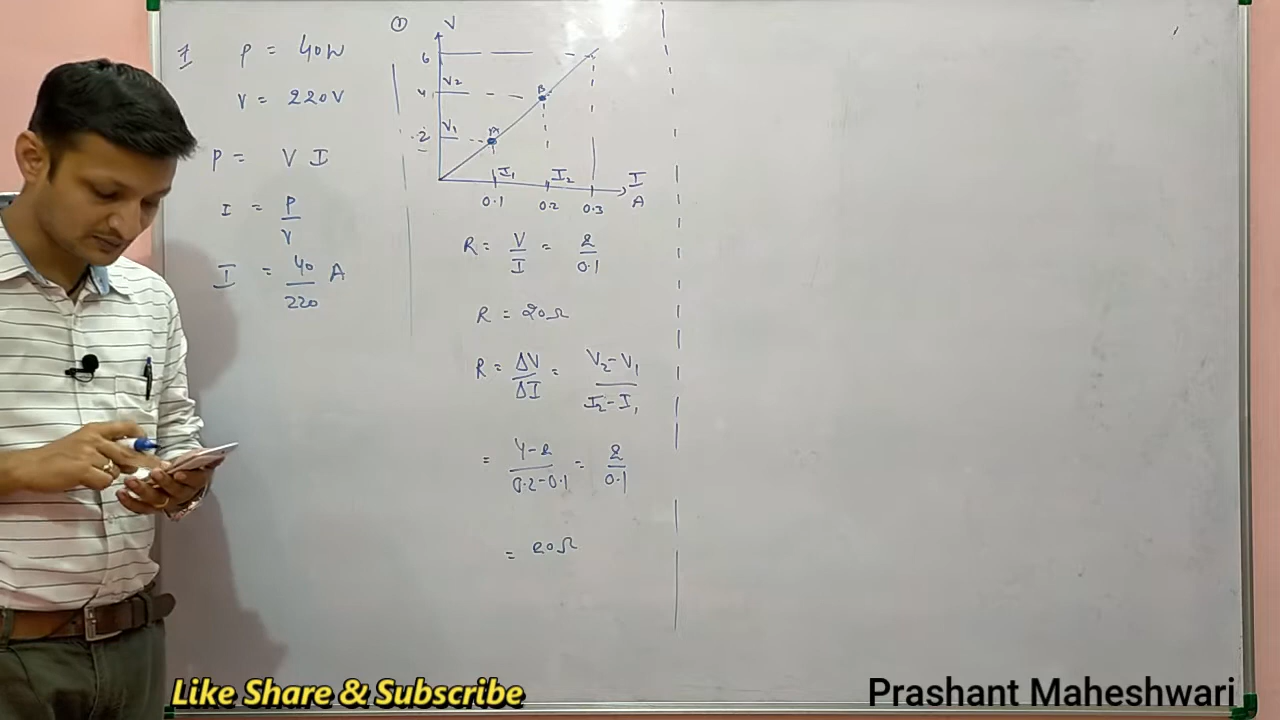 7 P = 40W
V = 220V
P = V I
I = P/V
I = 40/220 A
① V
6
4 V2 B
2 V1 A
I1 I2 I
0.1 0.2 0.3 A
R = V/I = 2/0.1
R = 20Ω
R = ΔV/ΔI = V2-V1/I2-I1
= 4-2/0.2-0.1 = 2/0.1
= 20Ω
Like Share & Subscribe
Prashant Maheshwari